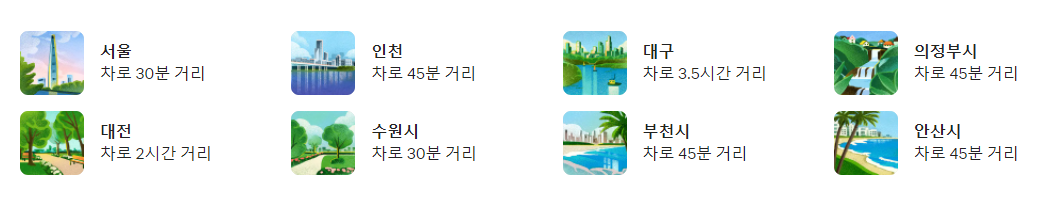 서울
차로 30분 거리
인천
차로 45분 거리
대구
차로 3.5시간 거리
의정부시
차로 45분 거리
대전
차로 2시간 거리
수원시
차로 30분 거리
부천시
차로 45분 거리
안산시
차로 45분 거리